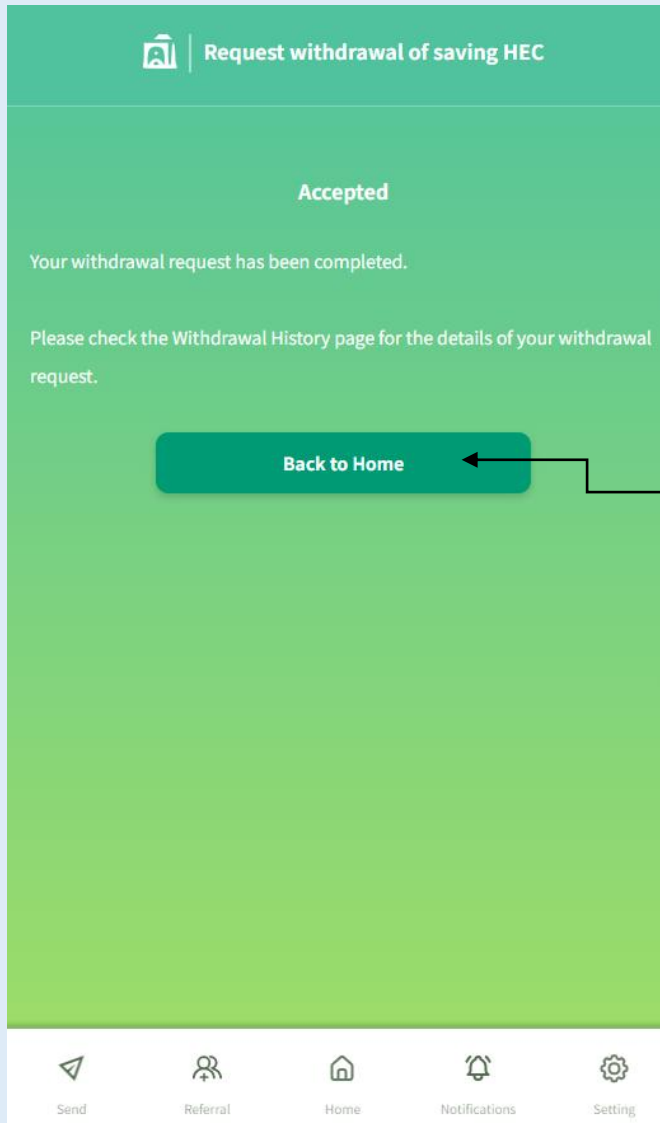 Request withdrawal of saving HEC
Accepted
Your withdrawal request has been completed.
Please check the Withdrawal History page for the details of your withdrawal
request.
Back to Home
Send
Referral
Home
Notifications
Setting